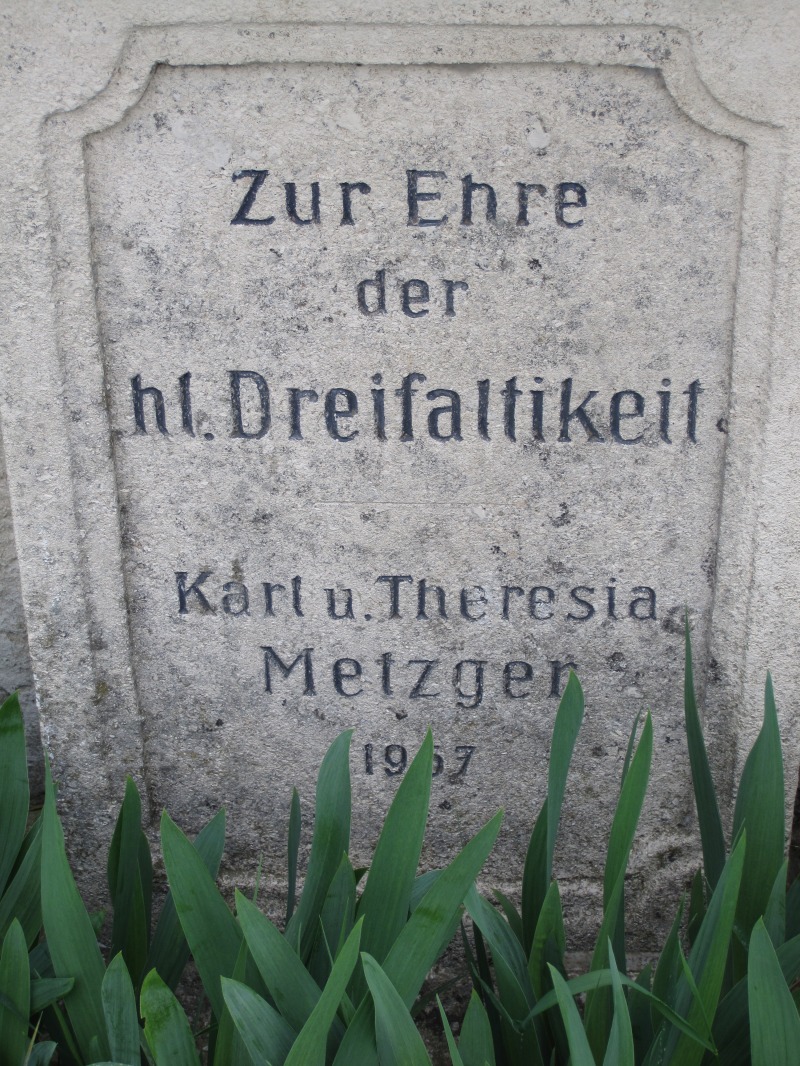 Zur Ehre
der
hl. Dreifaltikeit.
Karl u. Theresia
Metzger